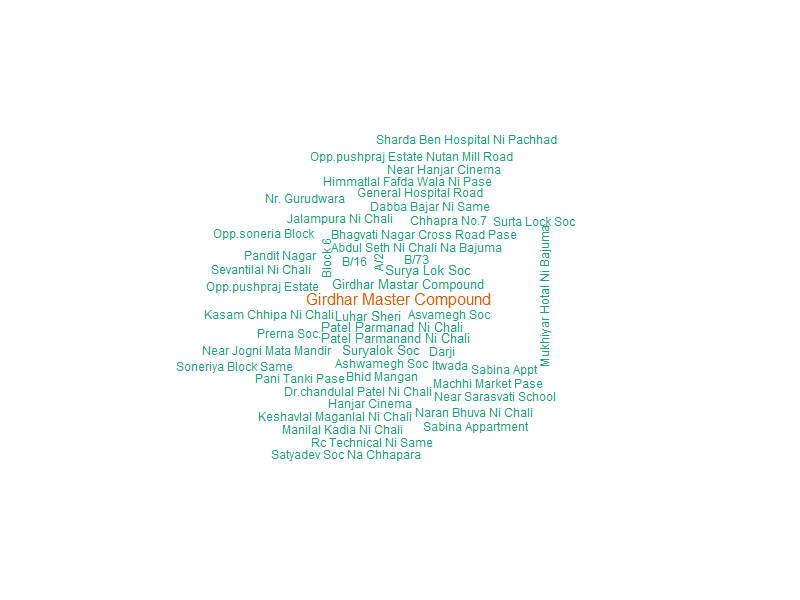 Sharda Ben Hospital Ni Pachhad
Opp.pushpraj Estate Nutan Mill Road
Near Hanjar Cinema
Himmatlal Fafda Wala Ni Pase
General Hospital Road
Nr. Gurudwara
Dabba Bajar Ni Same
Jalampura Ni Chali
Chhapra No.7
Surta Lock Soc
Opp.soneria Block
Bhagvati Nagar Cross Road Pase
Abdul Seth Ni Chali Na Bajuma
Pandit Nagar
Block 6
B/16
A/2
B/73
Mukhiyar Hotal Ni Bajuma
Sevantilal Ni Chali
Surya Lok Soc
Opp.pushpraj Estate
Girdhar Mastar Compound
Girdhar Master Compound
Kasam Chhipa Ni Chali
Luhar Sheri
Asvamegh Soc
Patel Parmanad Ni Chali
Prerna Soc.
Patel Parmanand Ni Chali
Near Jogni Mata Mandir
Suryalok Soc
Darji
Soneriya Block Same
Ashwamegh Soc
Itwada
Sabina Appt
Pani Tanki Pase
Bhid Mangan
Machhi Market Pase
Dr.chandulal Patel Ni Chali
Near Sarasvati School
Hanjar Cinema
Keshavlal Maganlal Ni Chali
Naran Bhuva Ni Chali
Manilal Kadia Ni Chali
Sabina Appartment
Rc Technical Ni Same
Satyadev Soc Na Chhapara